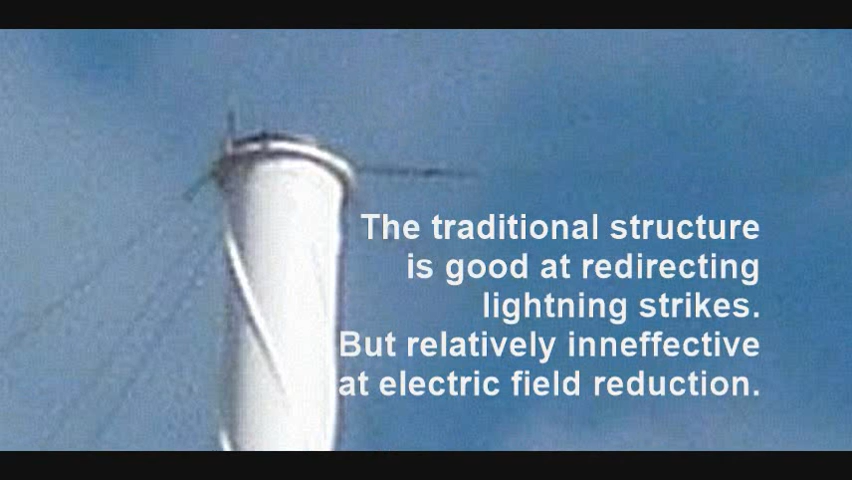 The traditional structure
is good at redirecting
lightning strikes.
But relatively inneffective
at electric field reduction.